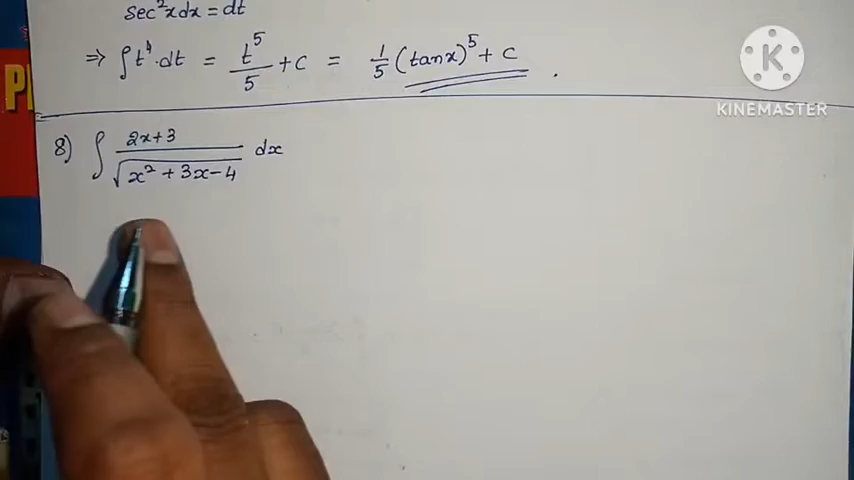 sec²x dx = dt
⇒ ∫t⁴·dt = t⁵/5 + c = 1/5 (tanx)⁵ + c .
P
KINEMASTER
8) ∫ 2x+3/√x² + 3x-4 dx